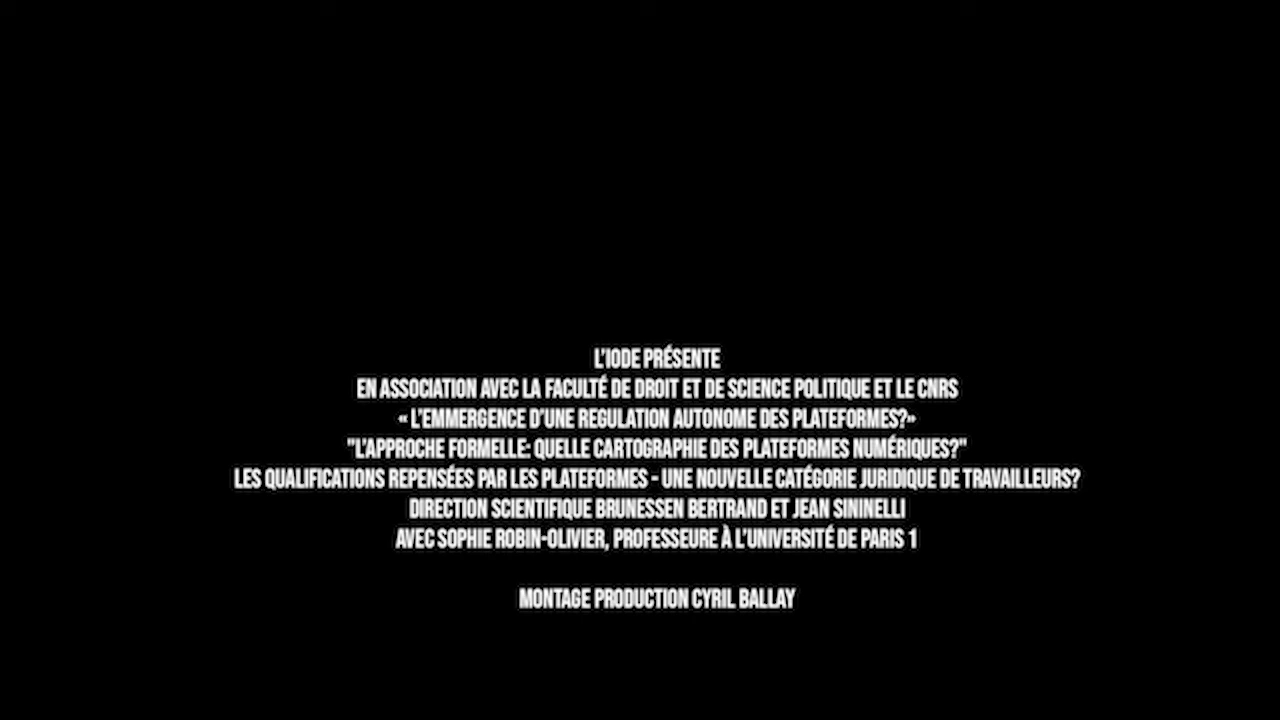 L'IODE PRÉSENTE
EN ASSOCIATION AVEC LA FACULTÉ DE DROIT ET DE SCIENCE POLITIQUE ET LE CNRS
« L'EMMERGENCE D'UNE REGULATION AUTONOME DES PLATEFORMES?»
"L'APPROCHE FORMELLE: QUELLE CARTOGRAPHIE DES PLATEFORMES NUMÉRIQUES?"
LES QUALIFICATIONS REPENSÉES PAR LES PLATEFORMES - UNE NOUVELLE CATÉGORIE JURIDIQUE DE TRAVAILLEURS?
DIRECTION SCIENTIFIQUE BRUNESSEN BERTRAND ET JEAN SININELLI
AVEC SOPHIE ROBIN-OLIVIER, PROFESSEURE À L'UNIVERSITÉ DE PARIS 1
MONTAGE PRODUCTION CYRIL BALLAY